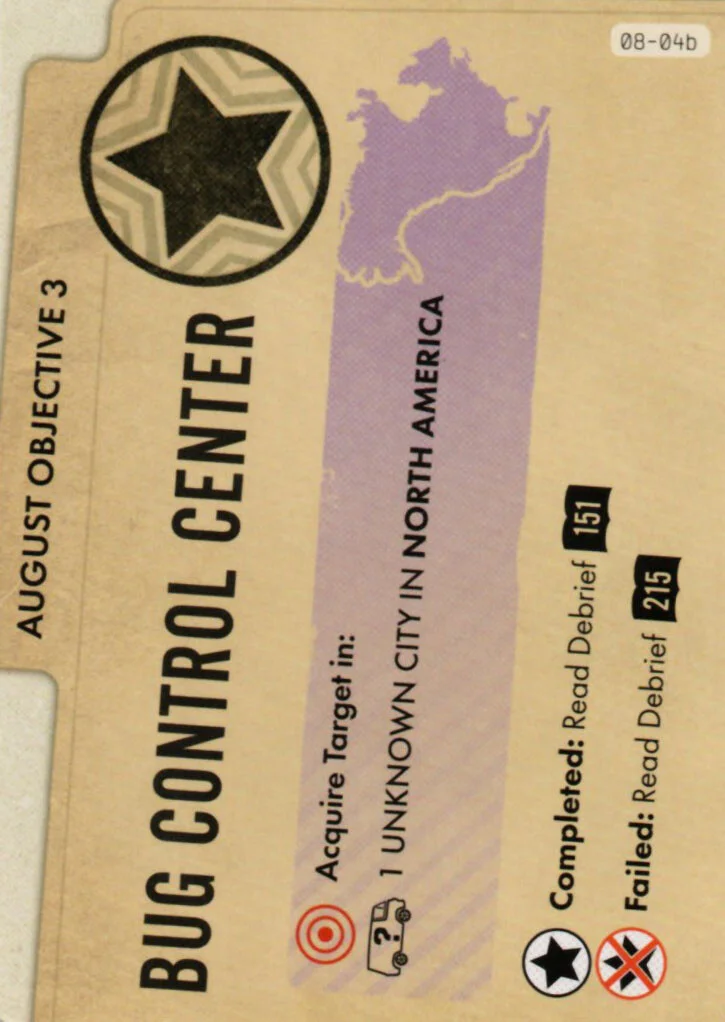 08-04b
AUGUST OBJECTIVE 3
BUG CONTROL CENTER
Acquire Target in:
? 1 UNKNOWN CITY IN NORTH AMERICA
Completed: Read Debrief 151
Failed: Read Debrief 215